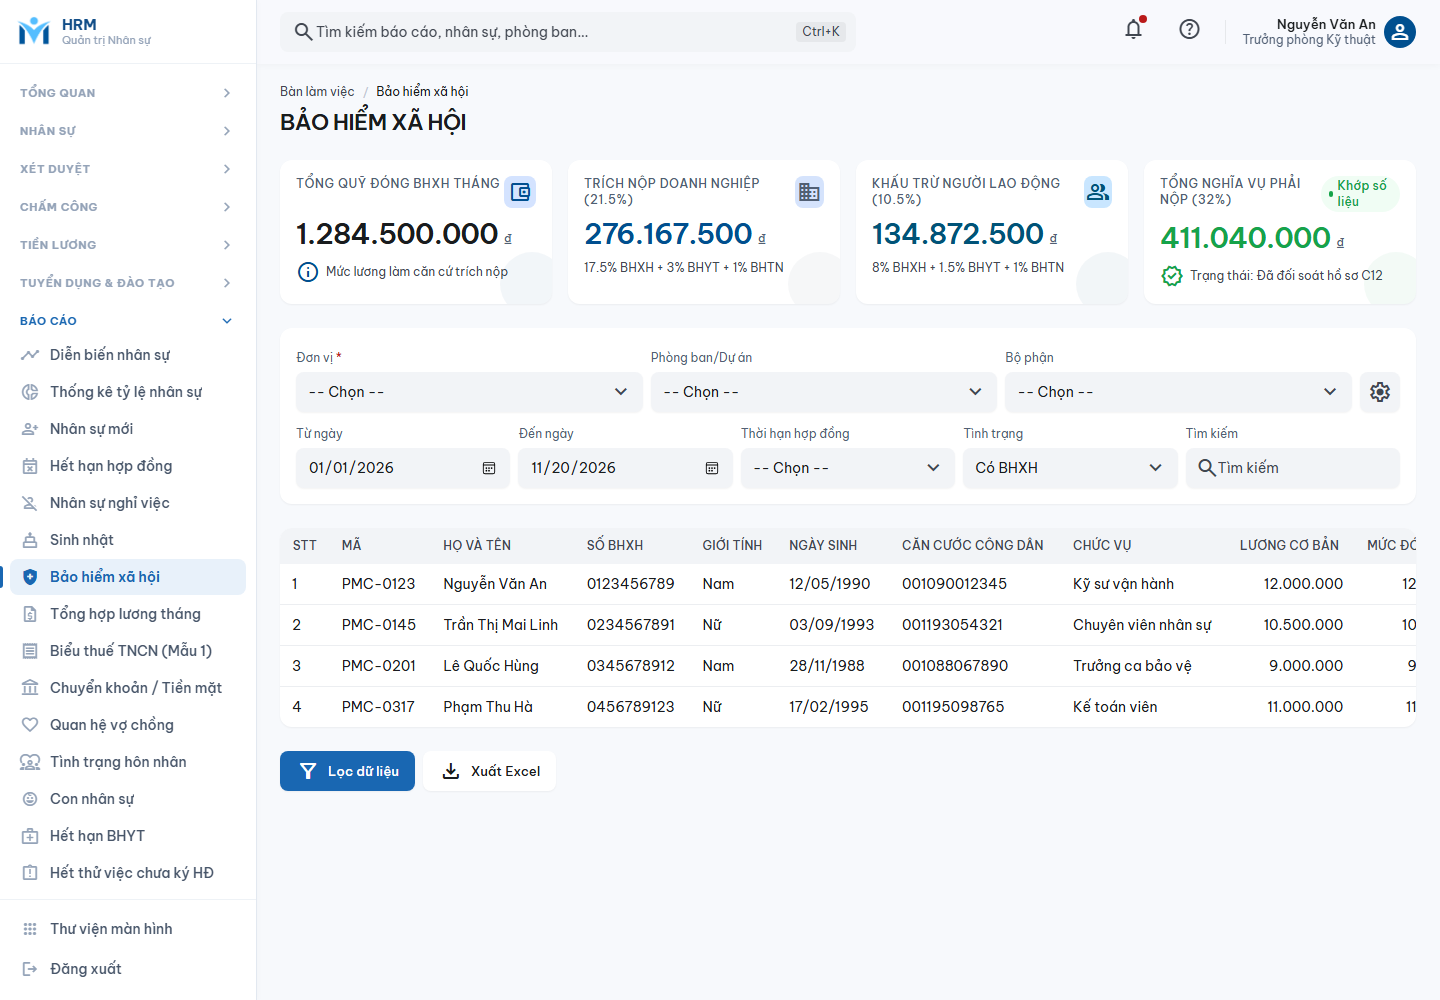 HRM
Quản trị Nhân sự
Tìm kiếm báo cáo, nhân sự, phòng ban...
Ctrl+K
Nguyễn Văn An
Trưởng phòng Kỹ thuật
TỔNG QUAN
NHÂN SỰ
XÉT DUYỆT
CHẤM CÔNG
TIỀN LƯƠNG
TUYỂN DỤNG & ĐÀO TẠO
BÁO CÁO
Diễn biến nhân sự
Thống kê tỷ lệ nhân sự
Nhân sự mới
Hết hạn hợp đồng
Nhân sự nghỉ việc
Sinh nhật
Bảo hiểm xã hội
Tổng hợp lương tháng
Biểu thuế TNCN (Mẫu 1)
Chuyển khoản / Tiền mặt
Quan hệ vợ chồng
Tình trạng hôn nhân
Con nhân sự
Hết hạn BHYT
Hết thử việc chưa ký HĐ
Thư viện màn hình
Đăng xuất
Bàn làm việc / Bảo hiểm xã hội
BẢO HIỂM XÃ HỘI
TỔNG QUỸ ĐÓNG BHXH THÁNG
1.284.500.000 đ
Mức lương làm căn cứ trích nộp
TRÍCH NỘP DOANH NGHIỆP
(21.5%)
276.167.500 đ
17.5% BHXH + 3% BHYT + 1% BHTN
KHẤU TRỪ NGƯỜI LAO ĐỘNG
(10.5%)
134.872.500 đ
8% BHXH + 1.5% BHYT + 1% BHTN
TỔNG NGHĨA VỤ PHẢI
NỘP (32%)
Khớp số
liệu
411.040.000 đ
Trạng thái: Đã đối soát hồ sơ C12
Đơn vị * Phòng ban/Dự án Bộ phận
-- Chọn -- -- Chọn -- -- Chọn --
Từ ngày Đến ngày Thời hạn hợp đồng Tình trạng Tìm kiếm
01/01/2026 11/20/2026 -- Chọn -- Có BHXH Tìm kiếm
STT MÃ HỌ VÀ TÊN SỐ BHXH GIỚI TÍNH NGÀY SINH CĂN CƯỚC CÔNG DÂN CHỨC VỤ LƯƠNG CƠ BẢN MỨC ĐÓ
1 PMC-0123 Nguyễn Văn An 0123456789 Nam 12/05/1990 001090012345 Kỹ sư vận hành 12.000.000 12
2 PMC-0145 Trần Thị Mai Linh 0234567891 Nữ 03/09/1993 001193054321 Chuyên viên nhân sự 10.500.000 10
3 PMC-0201 Lê Quốc Hùng 0345678912 Nam 28/11/1988 001088067890 Trưởng ca bảo vệ 9.000.000 9
4 PMC-0317 Phạm Thu Hà 0456789123 Nữ 17/02/1995 001195098765 Kế toán viên 11.000.000 11
Lọc dữ liệu Xuất Excel